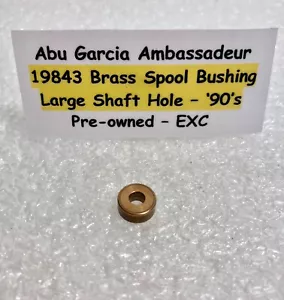 Abu Garcia Ambassadeur
19843 Brass Spool Bushing
Large Shaft Hole – '90's
Pre-owned – EXC